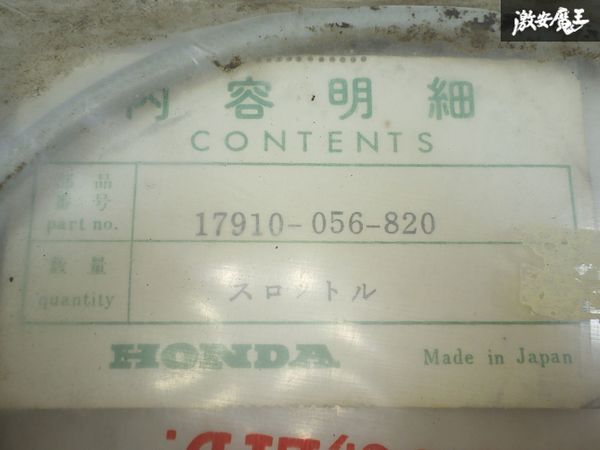 激安魔王
内容明細
CONTENTS
部品
番号
part no.
17910-056-820
数量
quantity
スロットル
HONDA
Made in Japan